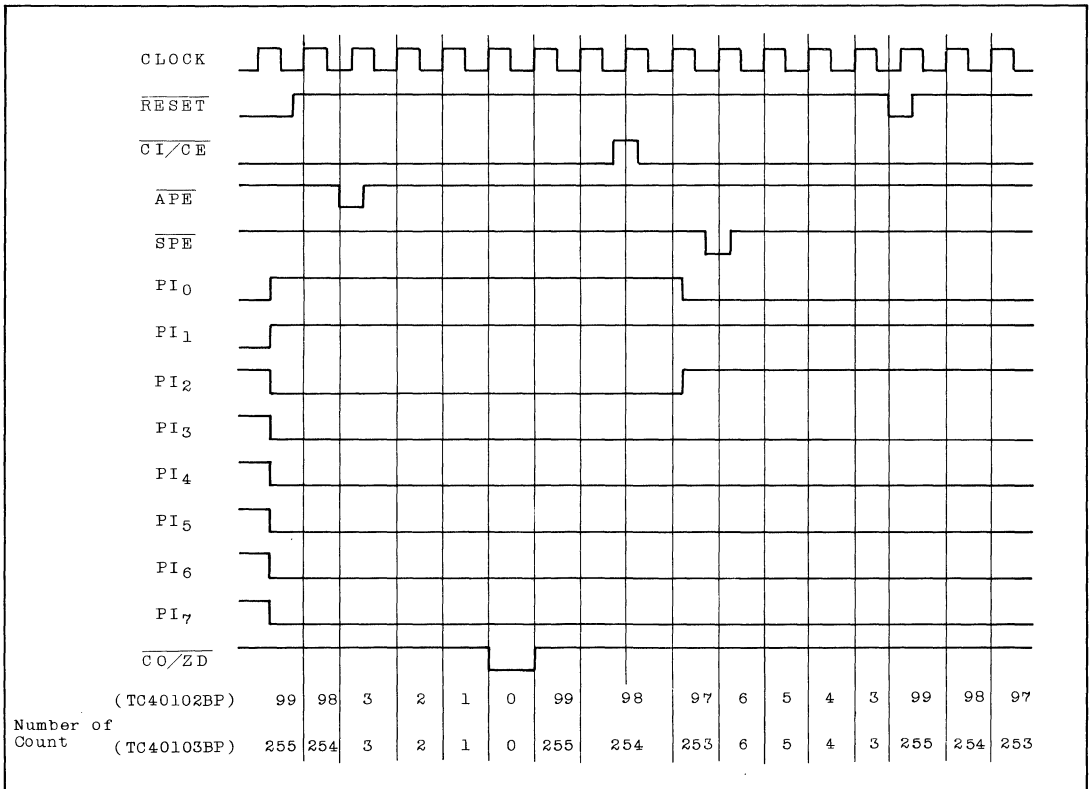 CLOCK
RESET
CI/CE
APE
SPE
PI0
PI1
PI2
PI3
PI4
PI5
PI6
PI7
CO/ZD
(TC40102BP) 99 98 3 2 1 0 99 98 97 6 5 4 3 99 98 97
Number of
Count (TC40103BP) 255 254 3 2 1 0 255 254 253 6 5 4 3 255 254 253